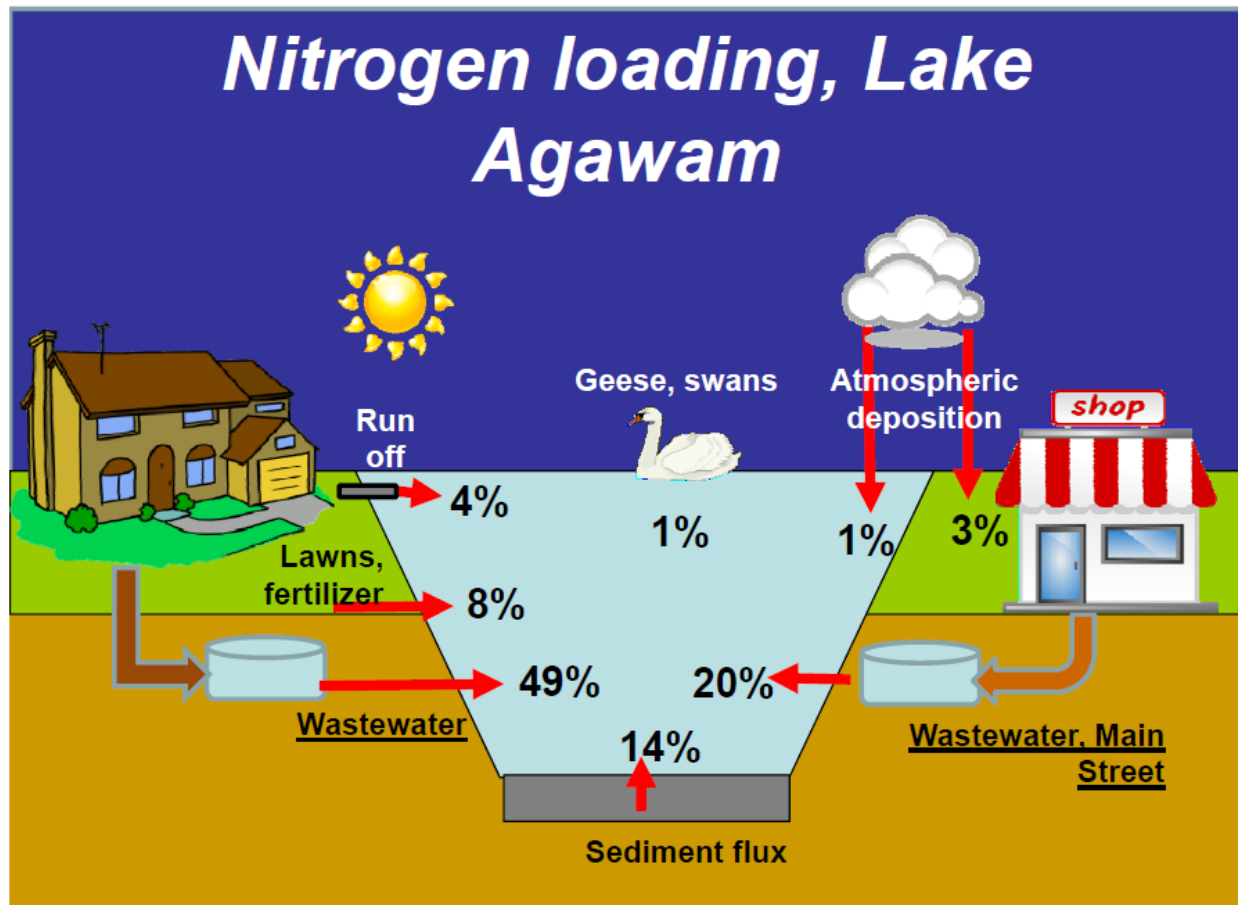 Nitrogen loading, Lake
Agawam
Geese, swans
Atmospheric
deposition
shop
Run
off
4%
1%
1%
3%
Lawns,
fertilizer
8%
49%
20%
Wastewater
14%
Wastewater, Main
Street
Sediment flux